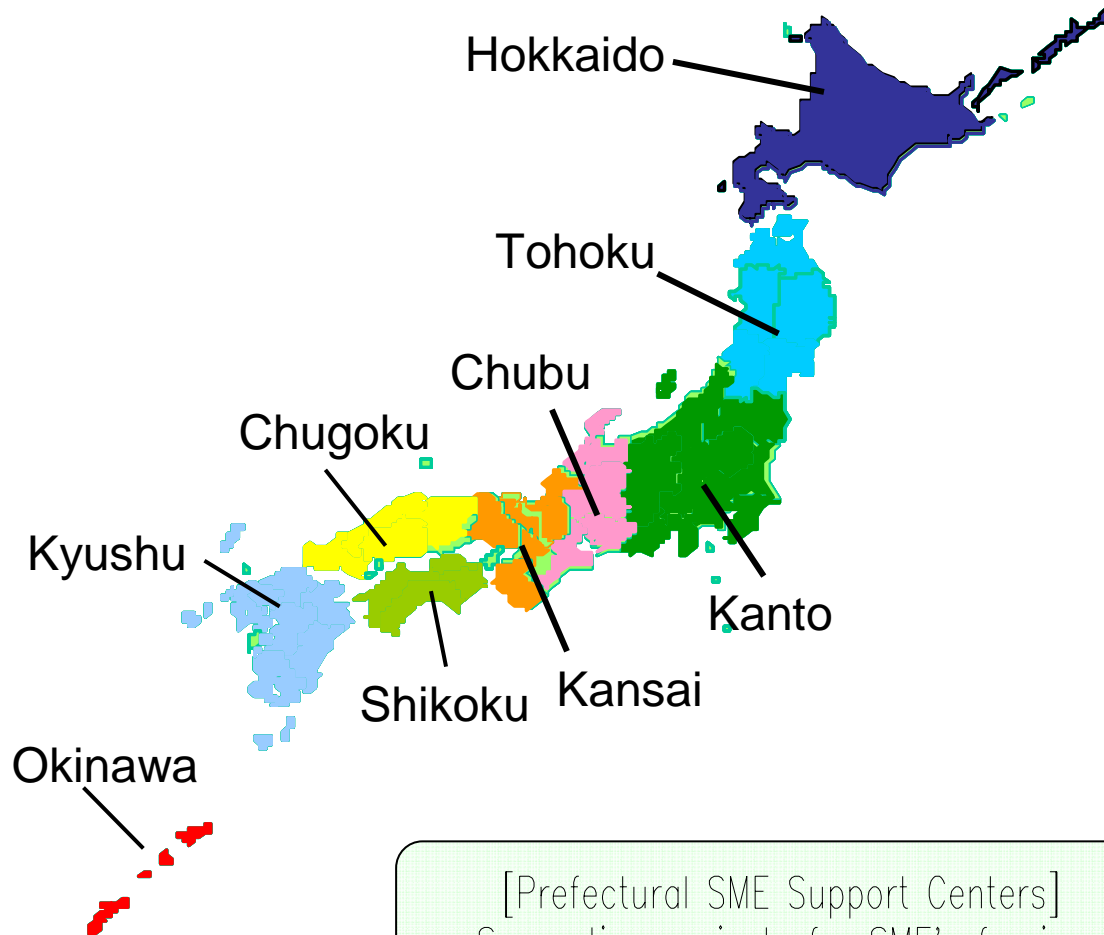 Hokkaido
Tohoku
Chubu
Chugoku
Kyushu
Kanto
Kansai
Shikoku
Okinawa
[Prefectural SME Support Centers]